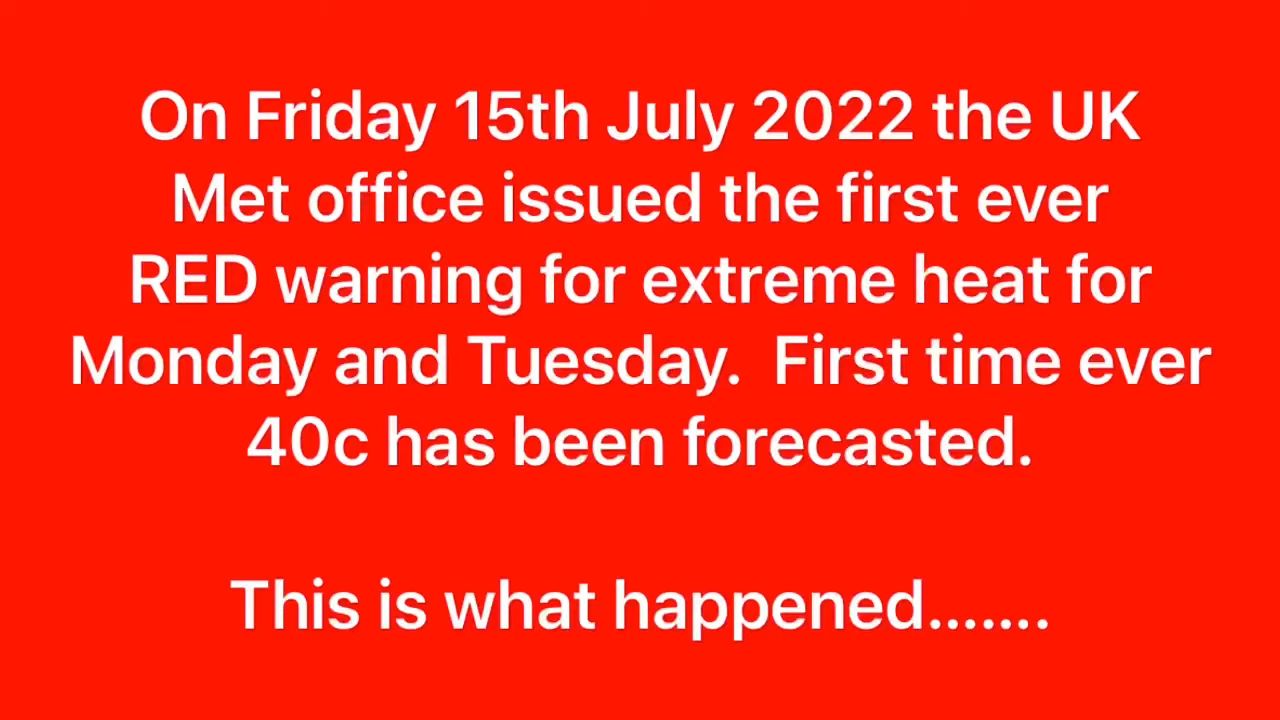 On Friday 15th July 2022 the UK
Met office issued the first ever
RED warning for extreme heat for
Monday and Tuesday.  First time ever
40c has been forecasted.
This is what happened.......